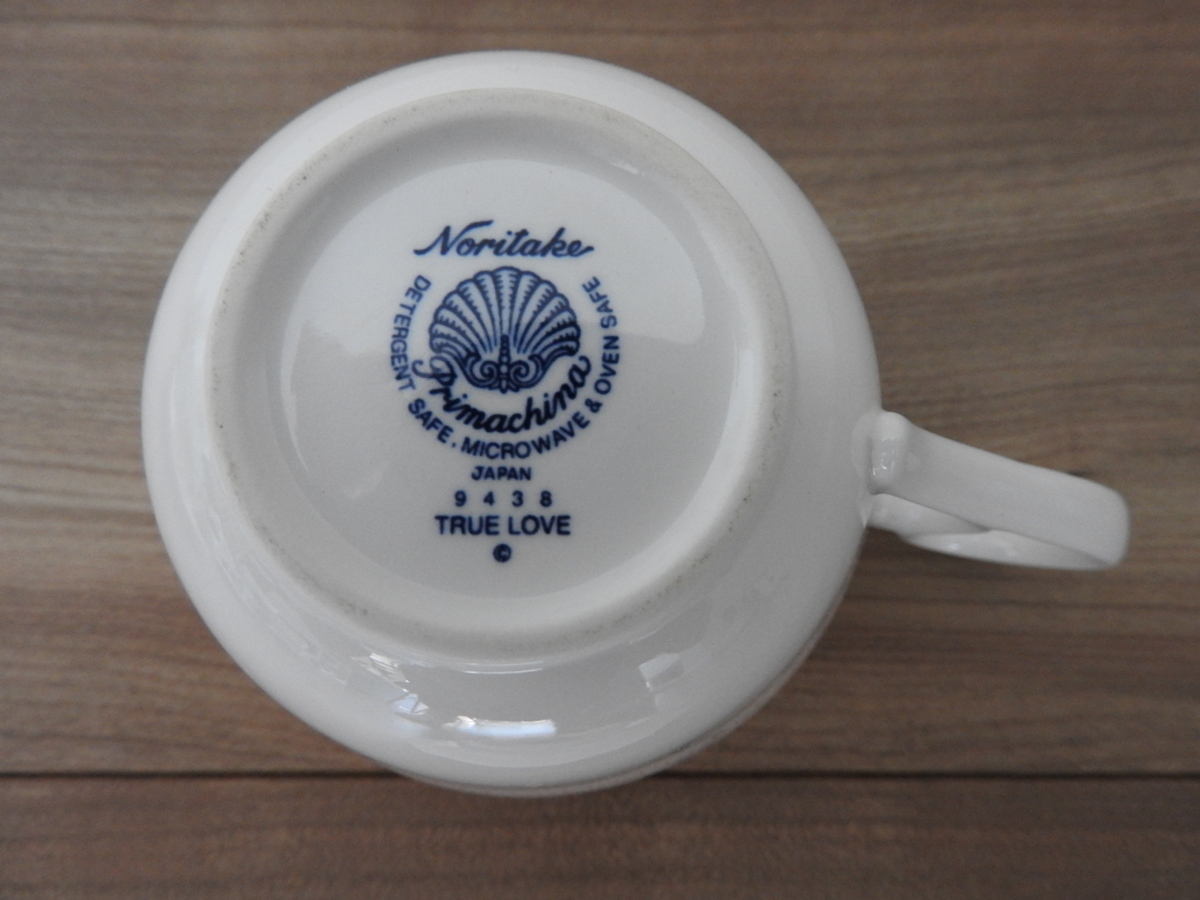 Noritake
Primachina
DETERGENT SAFE. MICROWAVE & OVEN SAFE
JAPAN
9438
TRUE LOVE
©